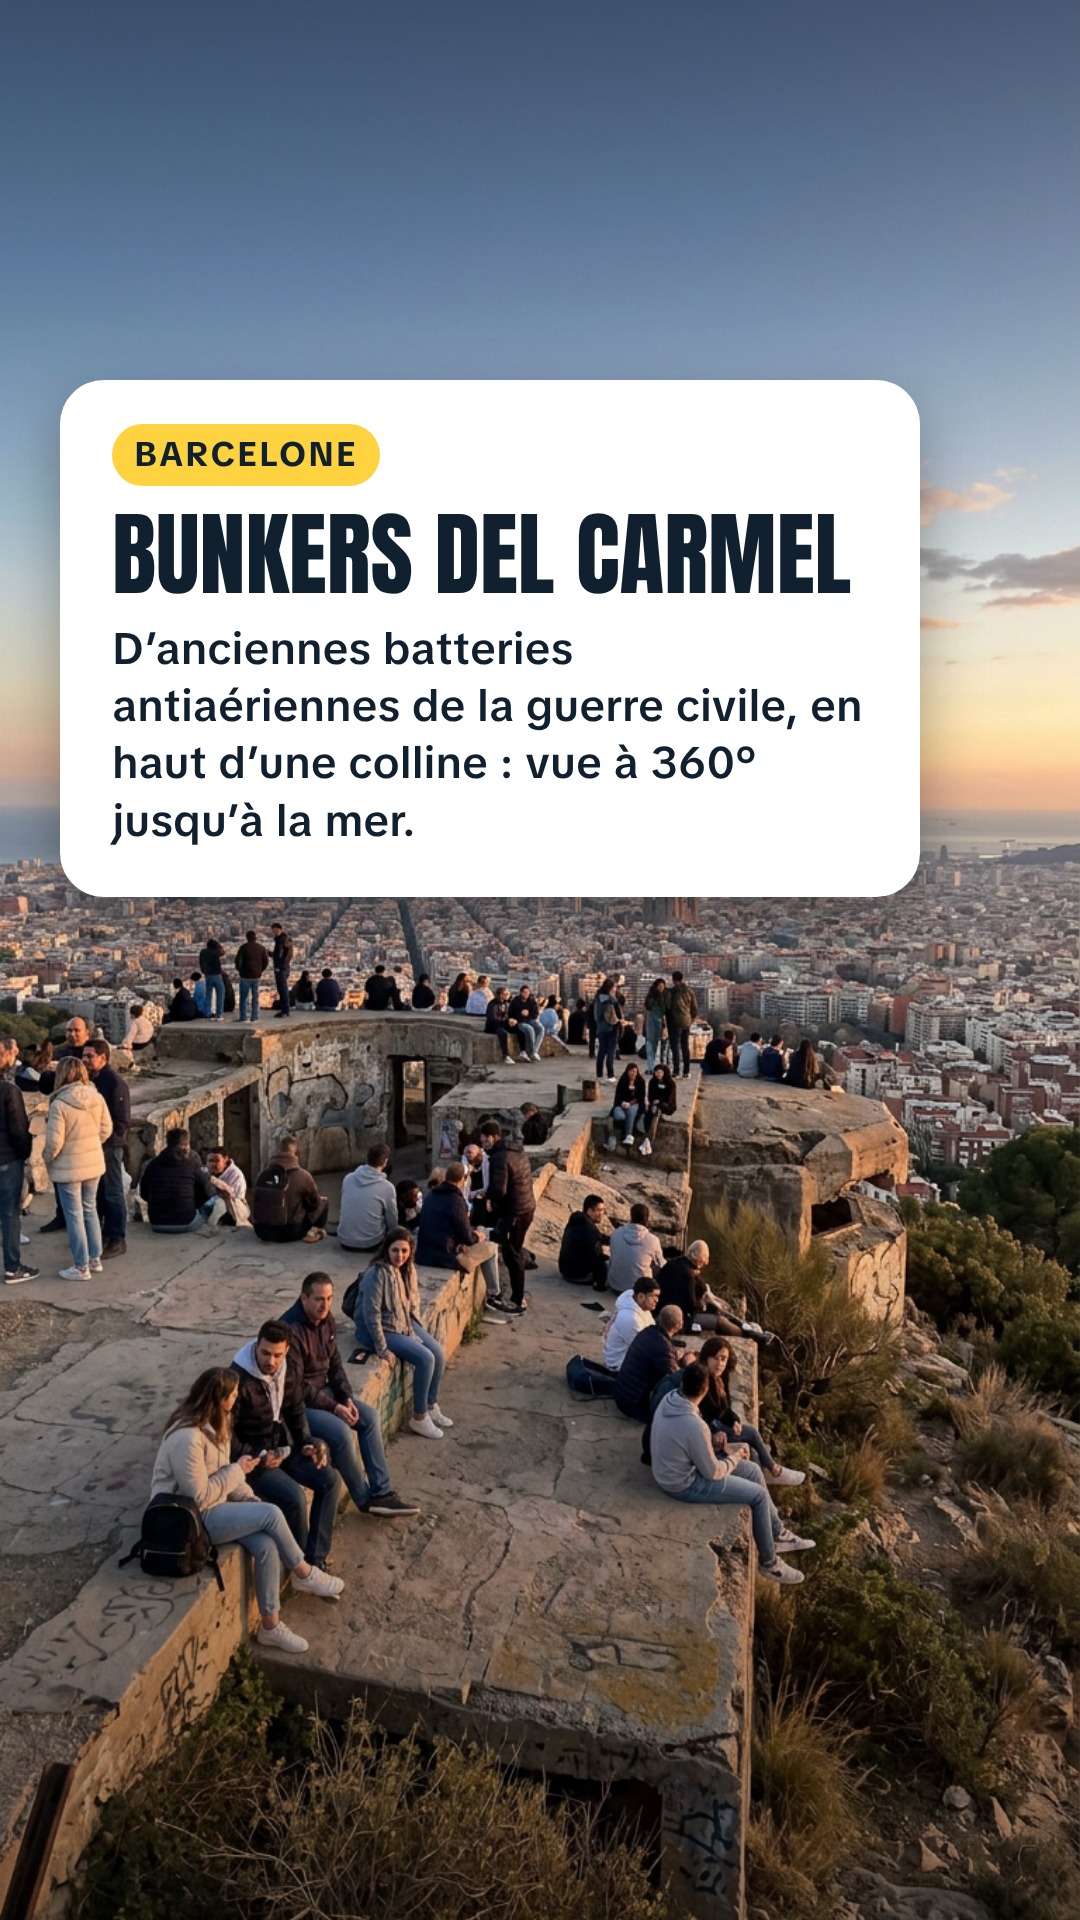 BARCELONE
BUNKERS DEL CARMEL
D’anciennes batteries
antiaériennes de la guerre civile, en
haut d’une colline : vue à 360°
jusqu’à la mer.